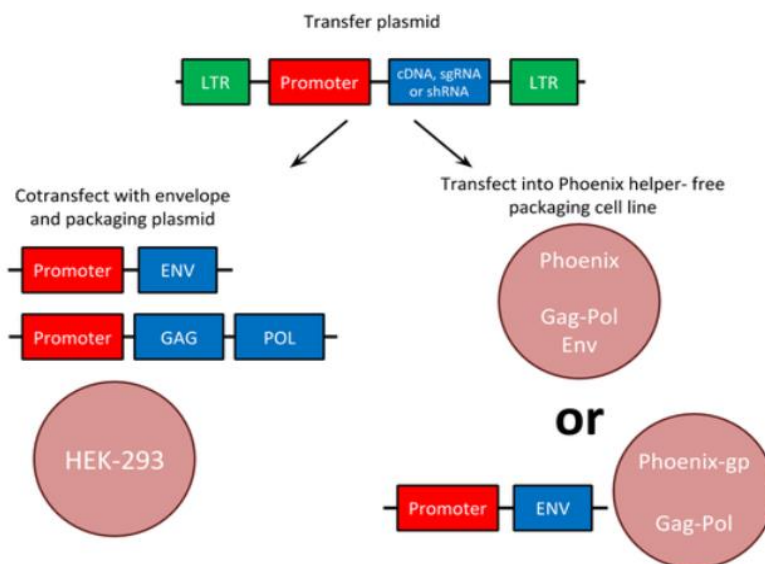 Transfer plasmid
LTR
Promoter
cDNA, sgRNA
or shRNA
LTR
Cotransfect with envelope
and packaging plasmid
Promoter
ENV
Promoter
GAG
POL
HEK-293
Transfect into Phoenix helper- free
packaging cell line
Phoenix
Gag-Pol
Env
or
Promoter
ENV
Phoenix-gp
Gag-Pol